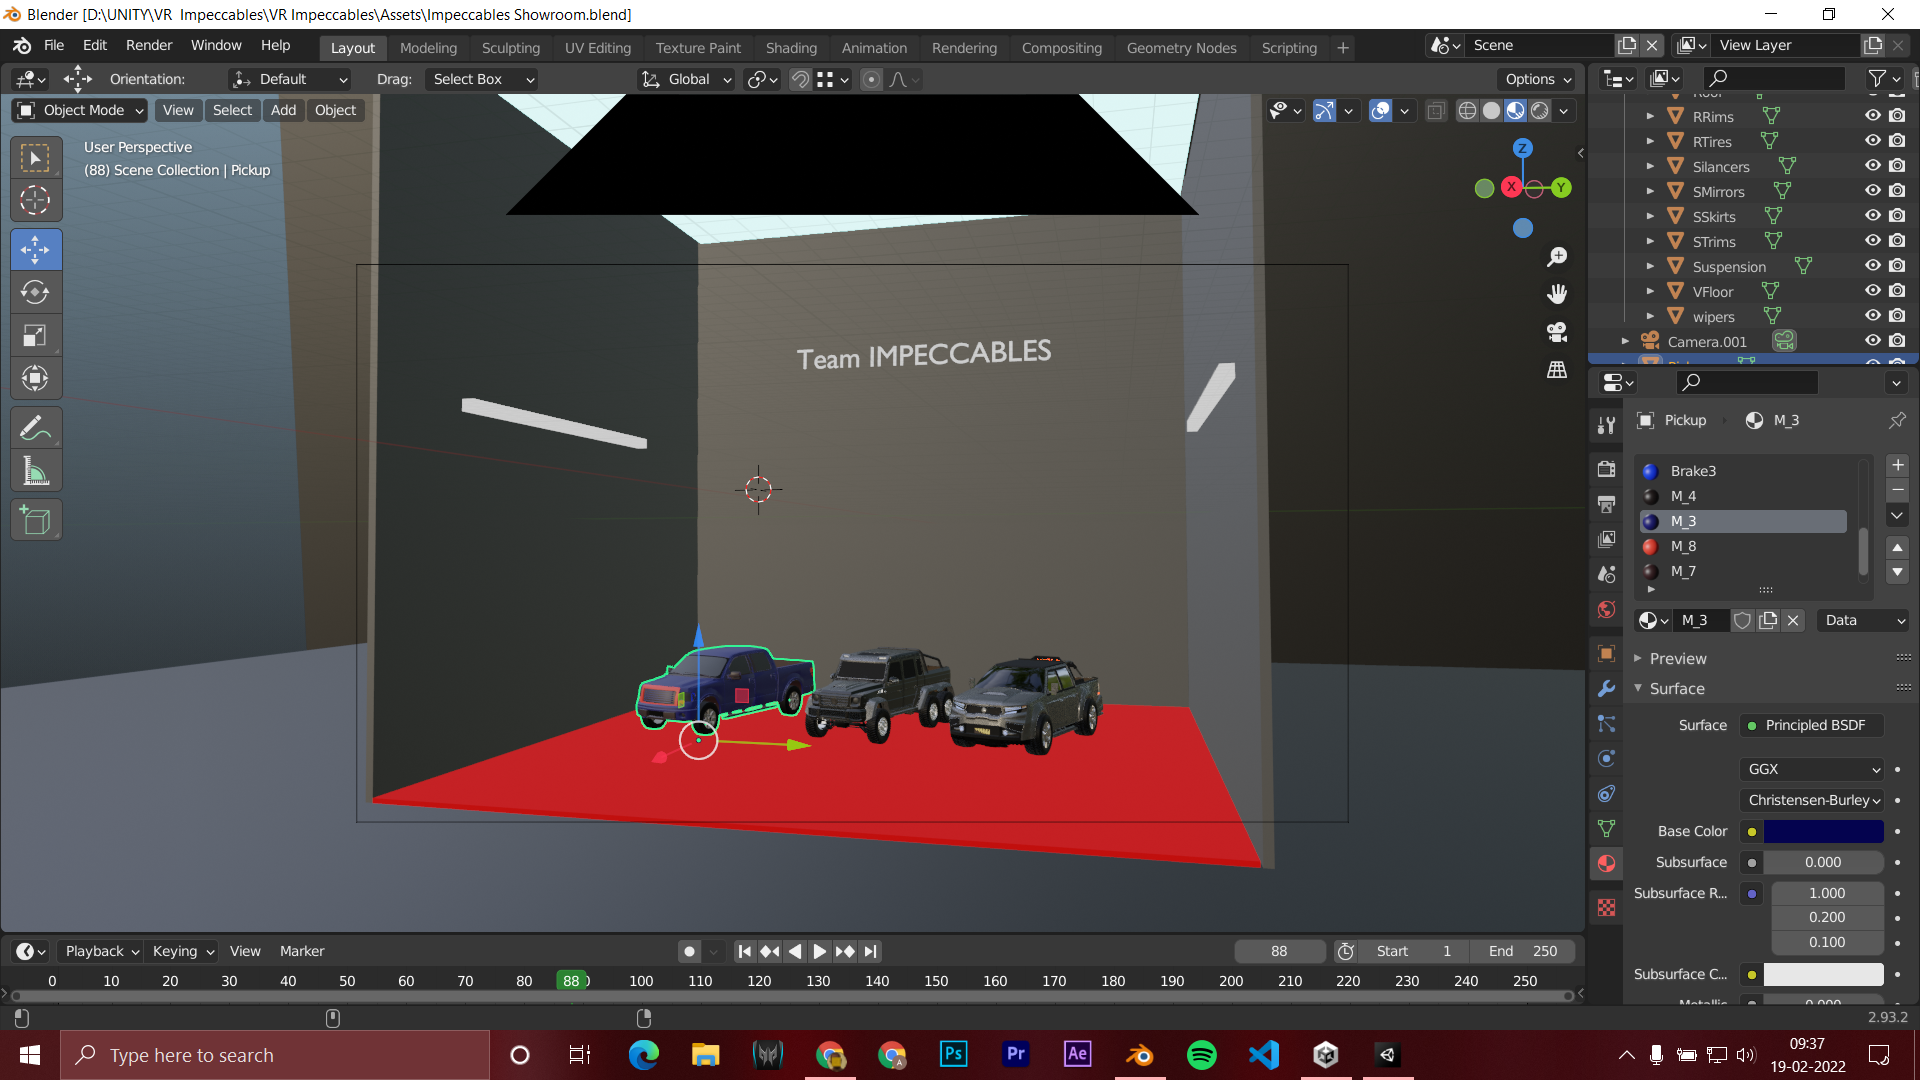 Blender [D:\UNITY\VR  Impeccables\VR Impeccables\Assets\Impeccables Showroom.blend]
File Edit Render Window Help
Layout Modeling Sculpting UV Editing Texture Paint Shading Animation Rendering Compositing Geometry Nodes Scripting +
Scene
View Layer
Orientation: Default Drag: Select Box Global Options
Object Mode View Select Add Object
User Perspective
(88) Scene Collection | Pickup
Z
X
Y
Team IMPECCABLES
RRims
RTires
Silancers
SMirrors
SSkirts
STrims
Suspension
VFloor
wipers
Camera.001
Pickup M_3
Brake3
M_4
M_3
M_8
M_7
M_3 Data
Preview
Surface
Surface Principled BSDF
GGX
Christensen-Burley
Base Color
Subsurface 0.000
Subsurface R... 1.000
0.200
0.100
Subsurface C...
Metallic 0.000
Playback Keying View Marker 88 Start 1 End 250
0 10 20 30 40 50 60 70 80 88 100 110 120 130 140 150 160 170 180 190 200 210 220 230 240 250
2.93.2
Type here to search
Ps
Pr
Ae
A
09:37
19-02-2022